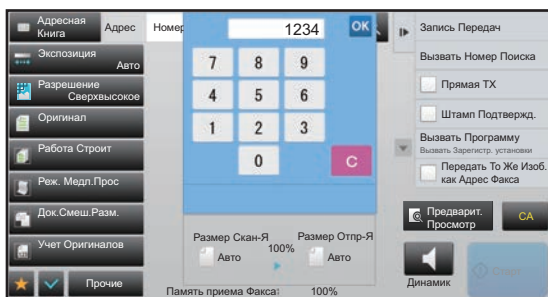 Адресная
Книга
Адрес
Номер
1234
OK
Запись Передач
Экспозиция
Авто
Вызвать Номер Поиска
7 8 9
Разрешение
Сверхвысокое
Прямая TX
4 5 6
Штамп Подтвержд.
Оригинал
1 2 3
Вызвать Программу
Вызвать Зарегистр. установки
Работа Строит
0 C
Передать То Же Изоб.
как Адрес Факса
Реж. Медл.Прос
Док.Смеш.Разм.
Предварит.
Просмотр
CA
Размер Скан-Я
Размер Отпр-Я
Учет Оригиналов
Авто
100%
Авто
Прочие
Память приема Факса:
100%
Динамик
Старт